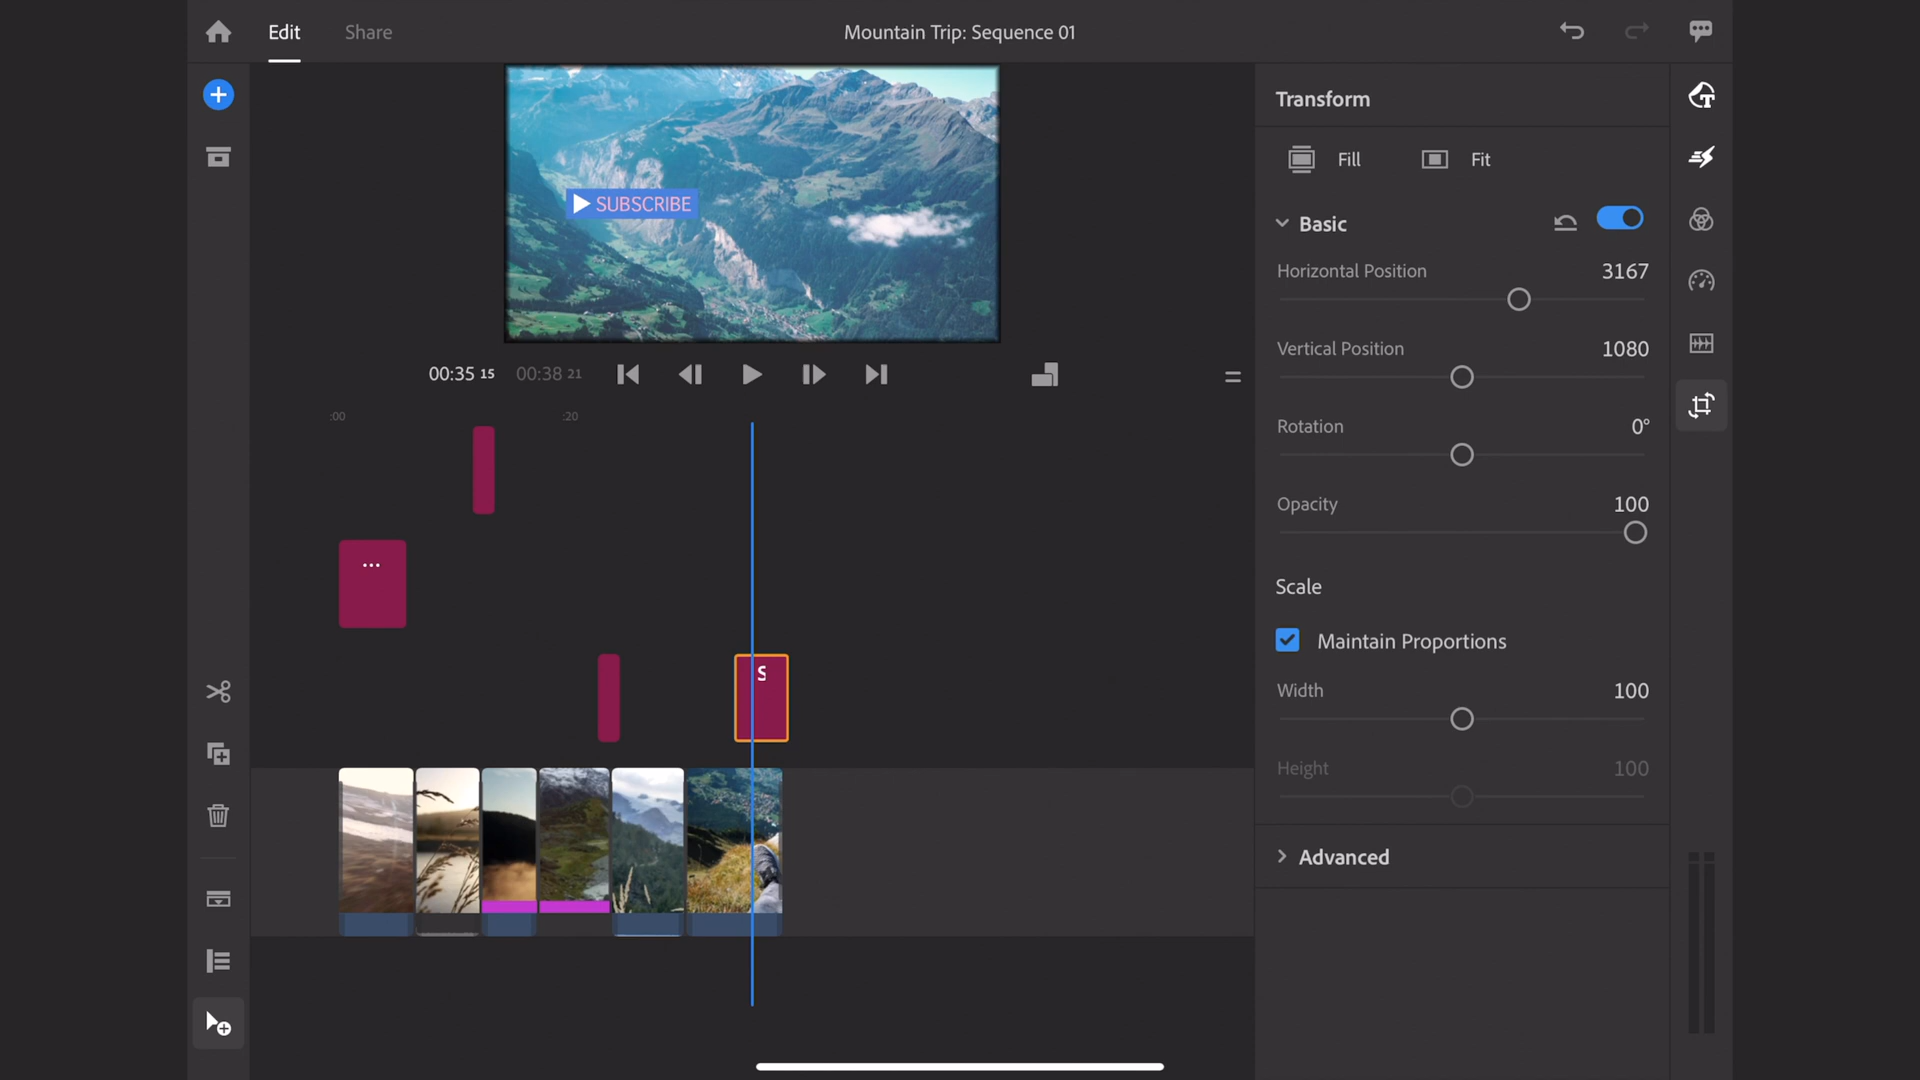 Edit
Share
Mountain Trip: Sequence 01
SUBSCRIBE
00:35 15
00:38 21
:00
:20
...
S
Transform
Fill
Fit
Basic
Horizontal Position
3167
Vertical Position
1080
Rotation
0°
Opacity
100
Scale
Maintain Proportions
Width
100
Height
100
Advanced